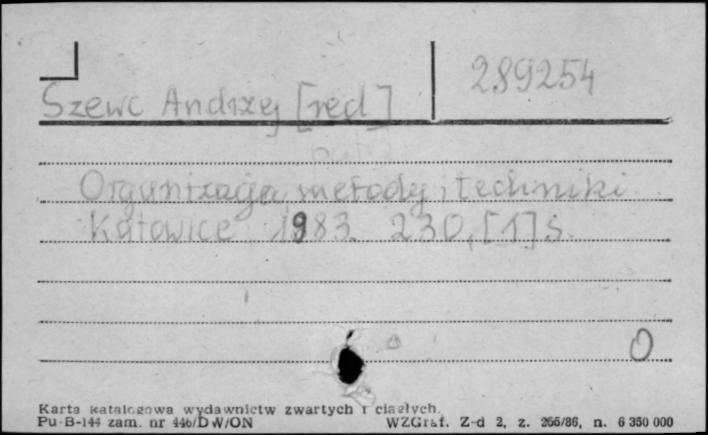 289254
Szewc Andrzej [red]
Organizacja, metody i techniki
Katowice 1983. 230, [1] s.
O
Karta katalogowa wydawnictw zwartych i ciągłych.
Pu-B-144 zam. nr 446/DW/ON WZGraf. Z-d 2, z. 266/86, n. 6 350 000